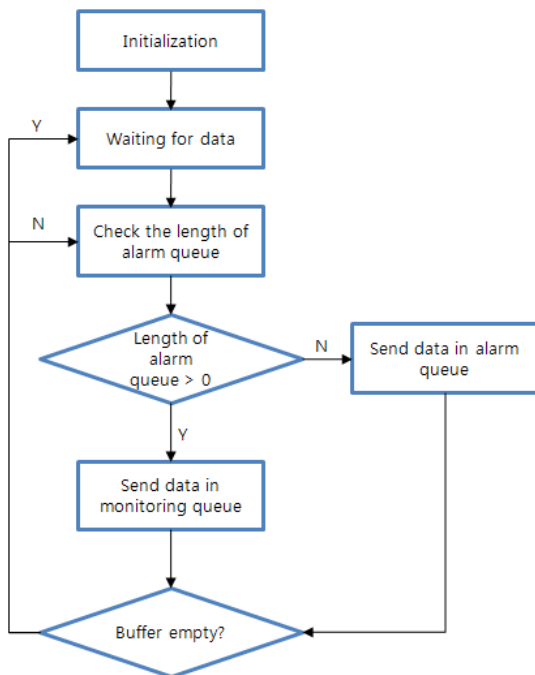 Initialization
Y
Waiting for data
N
Check the length of
alarm queue
Length of
alarm
queue > 0
N
Send data in alarm
queue
Y
Send data in
monitoring queue
Buffer empty?